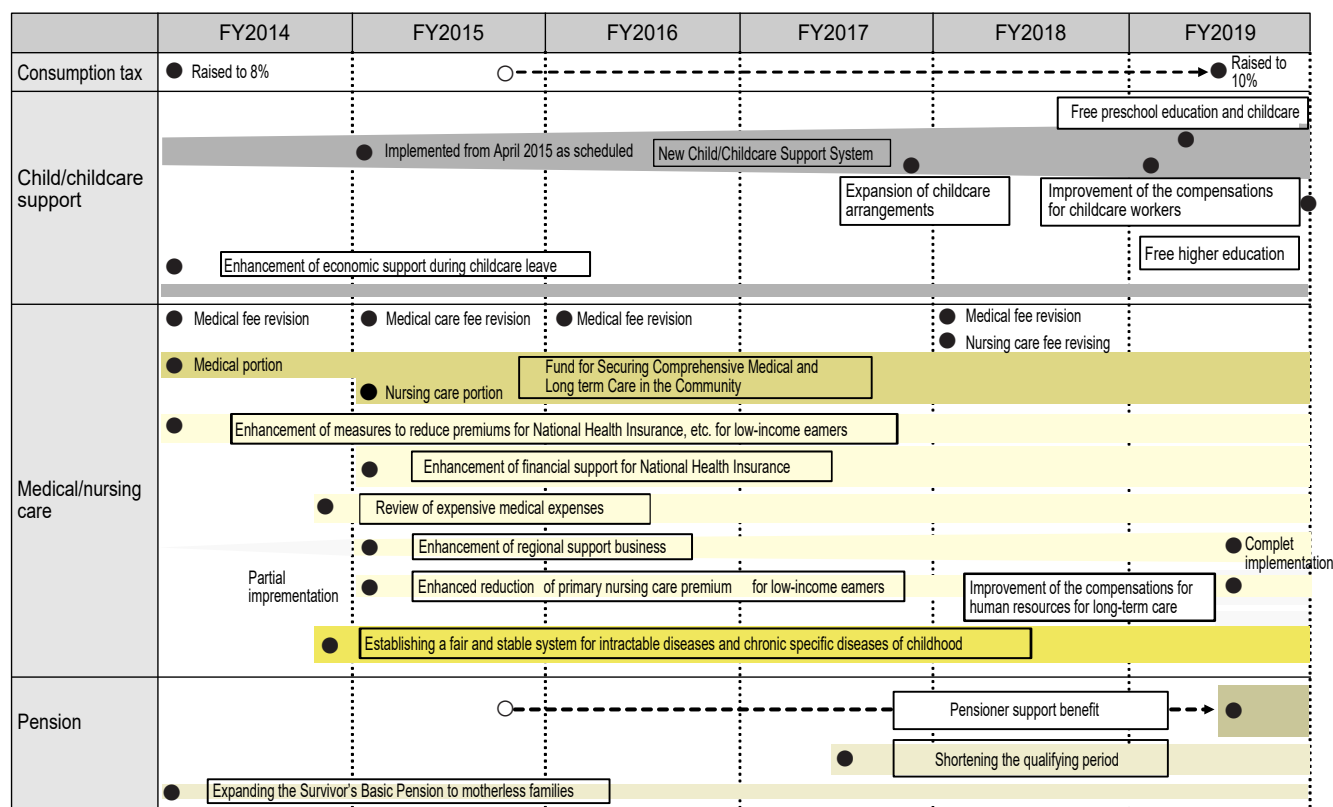 FY2014 FY2015 FY2016 FY2017 FY2018 FY2019
Consumption tax
Raised to 8%
Raised to
10%
Child/childcare
support
Free preschool education and childcare
Implemented from April 2015 as scheduled
New Child/Childcare Support System
Expansion of childcare
arrangements
Improvement of the compensations
for childcare workers
Free higher education
Enhancement of economic support during childcare leave
Medical/nursing
care
Medical fee revision
Medical care fee revision
Medical fee revision
Medical fee revision
Nursing care fee revising
Medical portion
Nursing care portion
Fund for Securing Comprehensive Medical and
Long term Care in the Community
Enhancement of measures to reduce premiums for National Health Insurance, etc. for low-income eamers
Enhancement of financial support for National Health Insurance
Review of expensive medical expenses
Enhancement of regional support business
Complet
implementation
Partial
imprementation
Enhanced reduction of primary nursing care premium for low-income eamers
Improvement of the compensations for
human resources for long-term care
Establishing a fair and stable system for intractable diseases and chronic specific diseases of childhood
Pension
Pensioner support benefit
Shortening the qualifying period
Expanding the Survivor's Basic Pension to motherless families